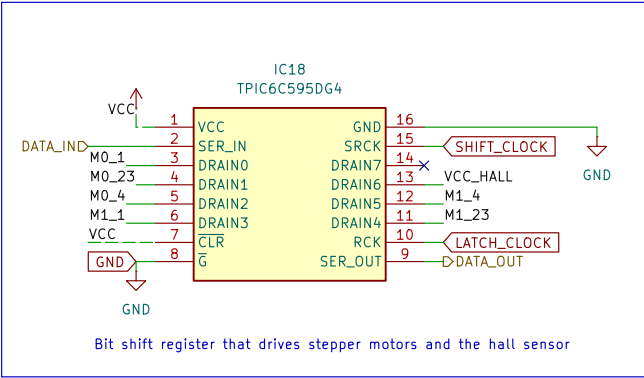 IC18
TPIC6C595DG4
VCC
1 VCC GND 16
DATA_IN 2 SER_IN SRCK 15 SHIFT_CLOCK
M0_1 3 DRAIN0 DRAIN7 14
M0_23 4 DRAIN1 DRAIN6 13 VCC_HALL
M0_4 5 DRAIN2 DRAIN5 12 M1_4
M1_1 6 DRAIN3 DRAIN4 11 M1_23
VCC 7 CLR RCK 10 LATCH_CLOCK
GND 8 G SER_OUT 9 DATA_OUT
GND
GND
Bit shift register that drives stepper motors and the hall sensor